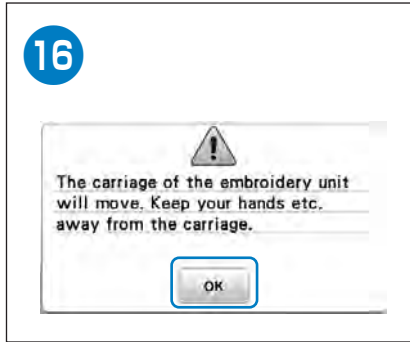 16
The carriage of the embroidery unit
will move. Keep your hands etc.
away from the carriage.
OK